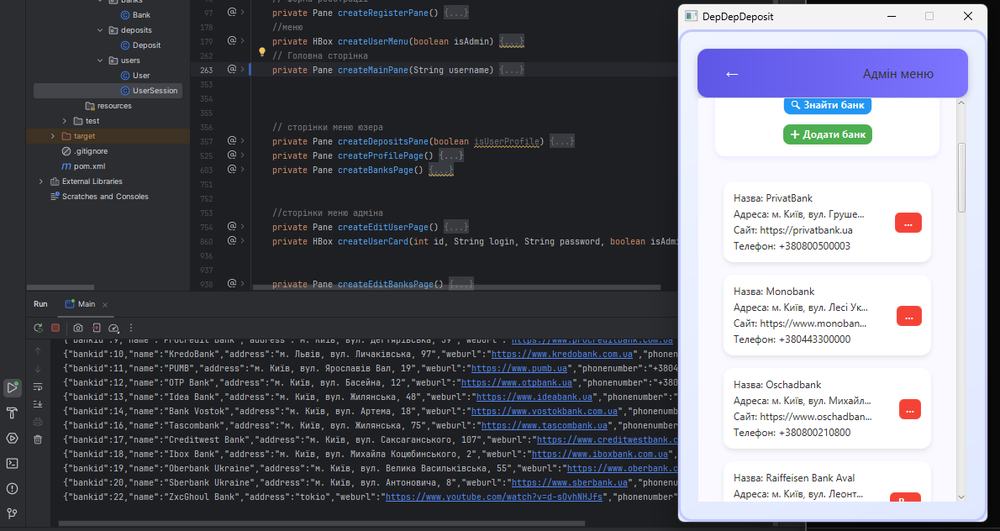 banks
Bank
deposits
Deposit
users
User
UserSession
resources
test
target
.gitignore
pom.xml
External Libraries
Scratches and Consoles
97 private Pane createRegisterPane() {...}
178 //меню
179 private HBox createUserMenu(boolean isAdmin) {...}
262 // Головна сторінка
263 private Pane createMainPane(String username) {...}
353
354
355
356 // сторінки меню юзера
357 private Pane createDepositsPane(boolean isUserProfile) {...}
525 private Pane createProfilePage() {...}
603 private Pane createBanksPage() {...}
751
752
753 //сторінки меню адміна
754 private Pane createEditUserPage() {...}
860 private HBox createUserCard(int id, String login, String password, boolean isAdmi
936
937
938 private Pane createEditBanksPage() {...}
Run
Main
{"bankid":9,"name":"ProCredit Bank","address":"м. Київ, вул. Дегтярівська, 39","weburl":"https://www.procreditbank.com.ua
{"bankid":10,"name":"KredoBank","address":"м. Львів, вул. Личаківська, 97","weburl":"https://www.kredobank.com.ua","phonen
{"bankid":11,"name":"PUMB","address":"м. Київ, вул. Ярославів Вал, 19","weburl":"https://www.pumb.ua","phonenumber":"+3804
{"bankid":12,"name":"OTP Bank","address":"м. Київ, вул. Басейна, 12","weburl":"https://www.otpbank.ua","phonenumber":"+380
{"bankid":13,"name":"Idea Bank","address":"м. Київ, вул. Жилянська, 48","weburl":"https://www.ideabank.ua","phonenumber":"
{"bankid":14,"name":"Bank Vostok","address":"м. Київ, вул. Артема, 18","weburl":"https://www.vostokbank.com.ua","phonenum
{"bankid":16,"name":"Tascombank","address":"м. Київ, вул. Жилянська, 75","weburl":"https://www.tascombank.ua","phonenumber
{"bankid":17,"name":"Creditwest Bank","address":"м. Київ, вул. Саксаганського, 107","weburl":"https://www.creditwestbank.c
{"bankid":18,"name":"Ibox Bank","address":"м. Київ, вул. Михайла Коцюбинського, 2","weburl":"https://www.iboxbank.com.ua",
{"bankid":19,"name":"Oberbank Ukraine","address":"м. Київ, вул. Велика Васильківська, 55","weburl":"https://www.oberbank.c
{"bankid":20,"name":"Sberbank Ukraine","address":"м. Київ, вул. Антоновича, 8","weburl":"https://www.sberbank.ua","phonenu
{"bankid":22,"name":"ZxcGhoul Bank","address":"tokio","weburl":"https://www.youtube.com/watch?v=d-sOvhNHJfs","phonenumber"
DepDepDeposit
Адмін меню
Знайти банк
Додати банк
Назва: PrivatBank
Адреса: м. Київ, вул. Груше...
Сайт: https://privatbank.ua
Телефон: +380800500003
...
Назва: Monobank
Адреса: м. Київ, вул. Лесі Ук...
Сайт: https://www.monoban...
Телефон: +380443300000
...
Назва: Oschadbank
Адреса: м. Київ, вул. Михайл...
Сайт: https://www.oschadban...
Телефон: +380800210800
...
Назва: Raiffeisen Bank Aval
Адреса: м. Київ, вул. Леонт...